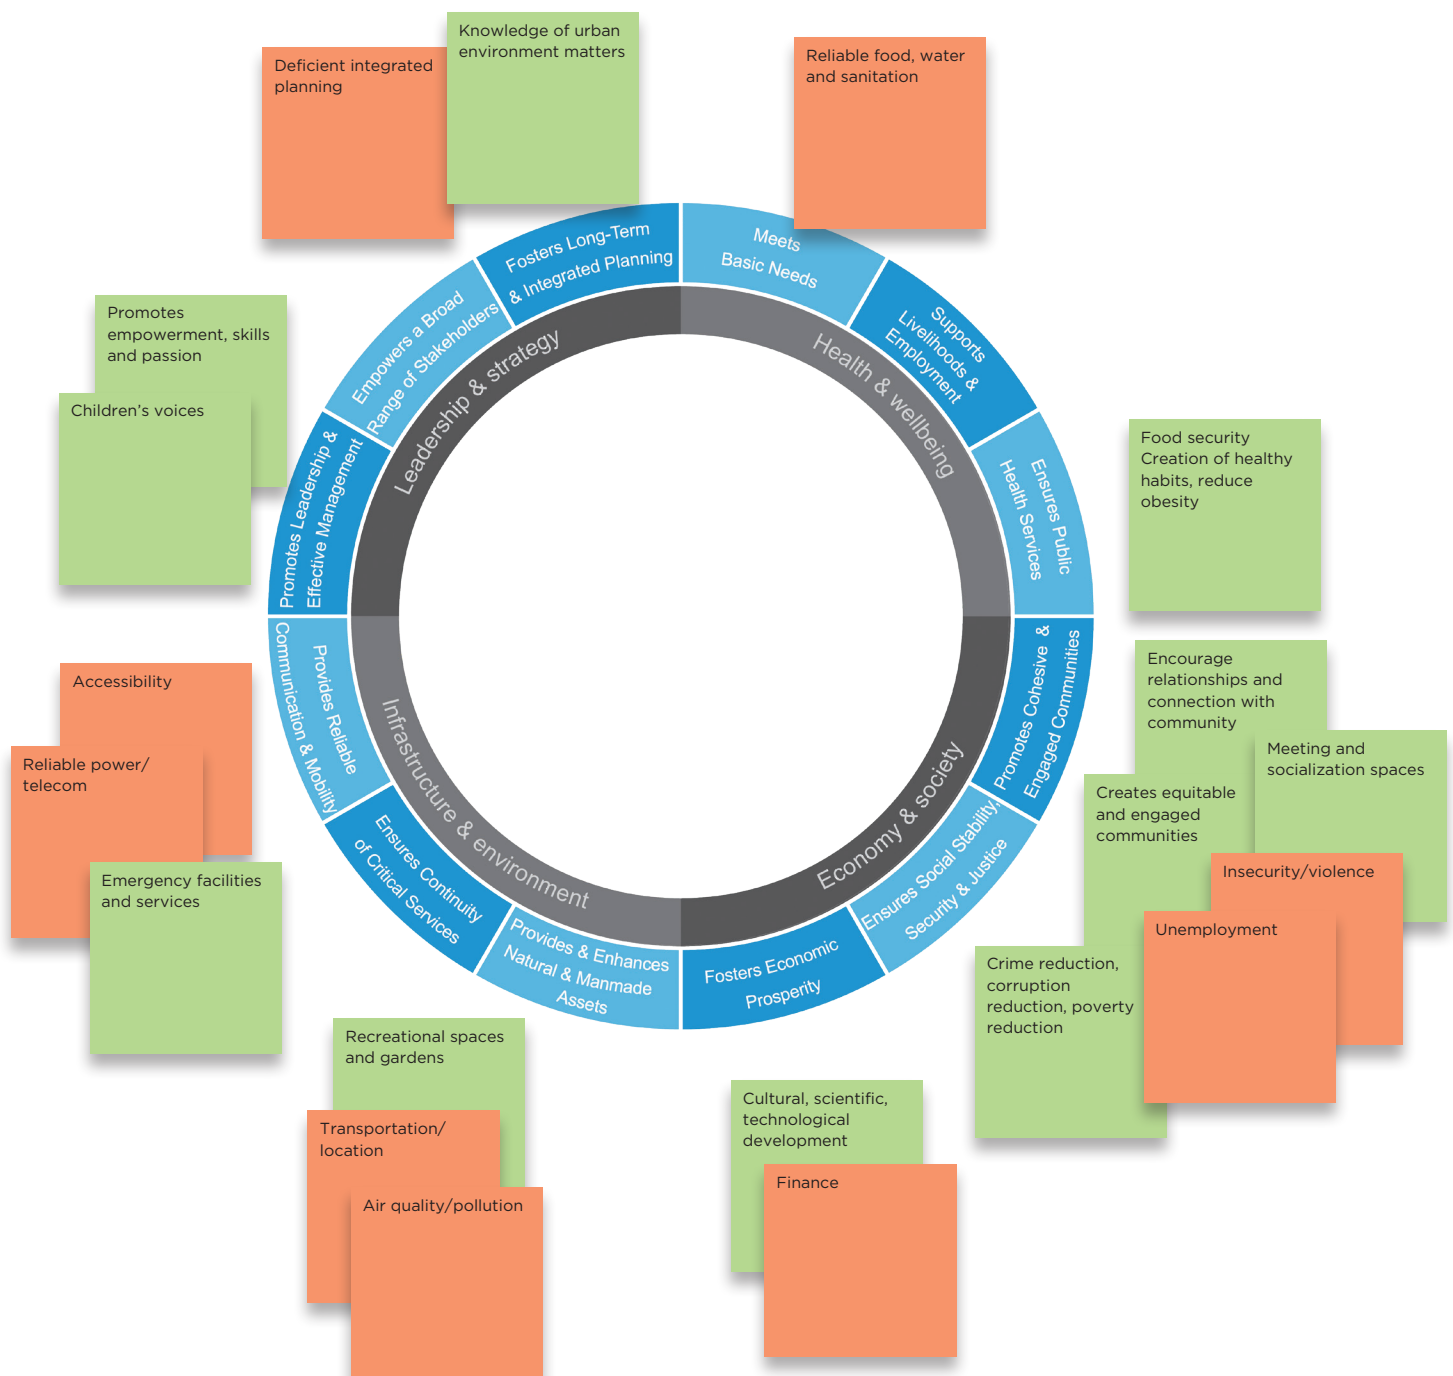 Knowledge of urban
environment matters
Deficient integrated
planning
Reliable food, water
and sanitation
Fosters Long-Term
& Integrated Planning
Meets
Basic Needs
Empowers a Broad
Range of Stakeholders
Supports
Livelihoods &
Employment
Promotes
empowerment, skills
and passion
Children's voices
Leadership & strategy
Health & wellbeing
Promotes Leadership &
Effective Management
Ensures Public
Health Services
Food security
Creation of healthy
habits, reduce
obesity
Accessibility
Reliable power/
telecom
Emergency facilities
and services
Provides Reliable
Communication & Mobility
Promotes Cohesive &
Engaged Communities
Infrastructure & environment
Economy & society
Encourage
relationships and
connection with
community
Meeting and
socialization spaces
Creates equitable
and engaged
communities
Insecurity/violence
Unemployment
Crime reduction,
corruption
reduction, poverty
reduction
Ensures Continuity
of Critical Services
Ensures Social Stability,
Security & Justice
Provides & Enhances
Natural & Manmade
Assets
Fosters Economic
Prosperity
Recreational spaces
and gardens
Transportation/
location
Air quality/pollution
Cultural, scientific,
technological
development
Finance